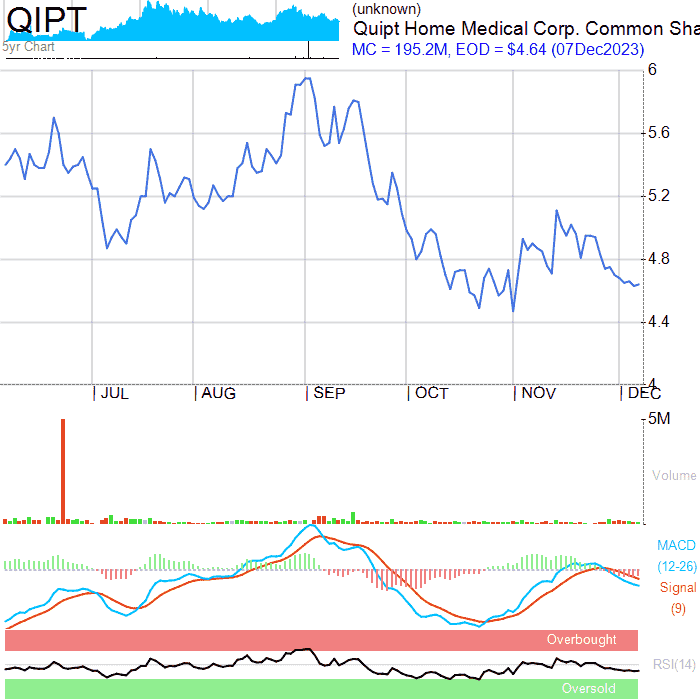 QIPT
(unknown)
Quipt Home Medical Corp. Common Sha
5yr Chart
MC = 195.2M, EOD = $4.64 (07Dec2023)
6
5.6
5.2
4.8
4.4
4
JUL AUG SEP OCT NOV DEC
5M
Volume
MACD
(12-26)
Signal
(9)
Overbought
RSI(14)
Oversold